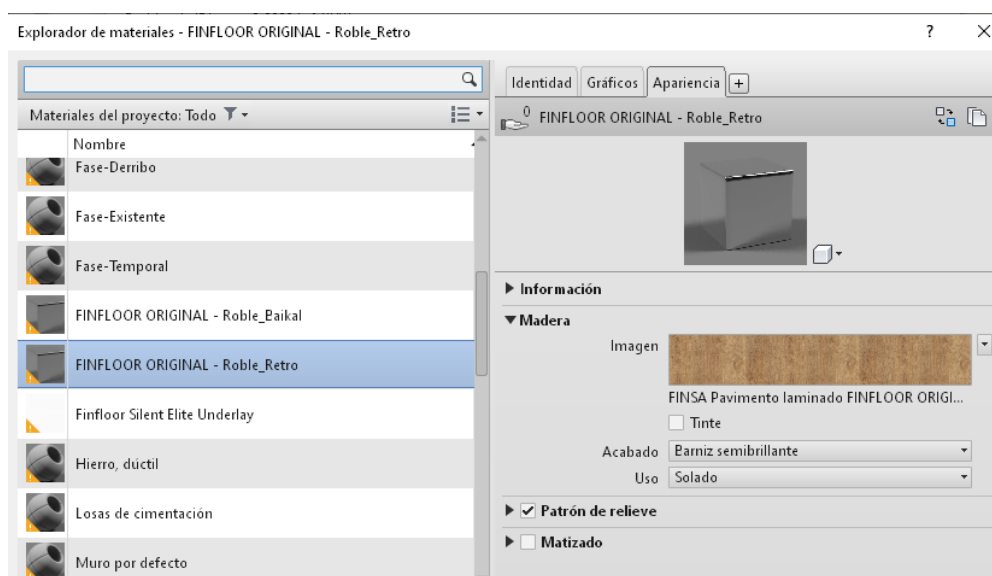 Explorador de materiales - FINFLOOR ORIGINAL - Roble_Retro
?
Materiales del proyecto: Todo
Nombre
Fase-Derribo
Fase-Existente
Fase-Temporal
FINFLOOR ORIGINAL - Roble_Baikal
FINFLOOR ORIGINAL - Roble_Retro
Finfloor Silent Elite Underlay
Hierro, dúctil
Losas de cimentación
Muro por defecto
Identidad Gráficos Apariencia +
0 FINFLOOR ORIGINAL - Roble_Retro
Información
Madera
Imagen
FINSA Pavimento laminado FINFLOOR ORIGI...
Tinte
Acabado Barniz semibrillante
Uso Solado
Patrón de relieve
Matizado